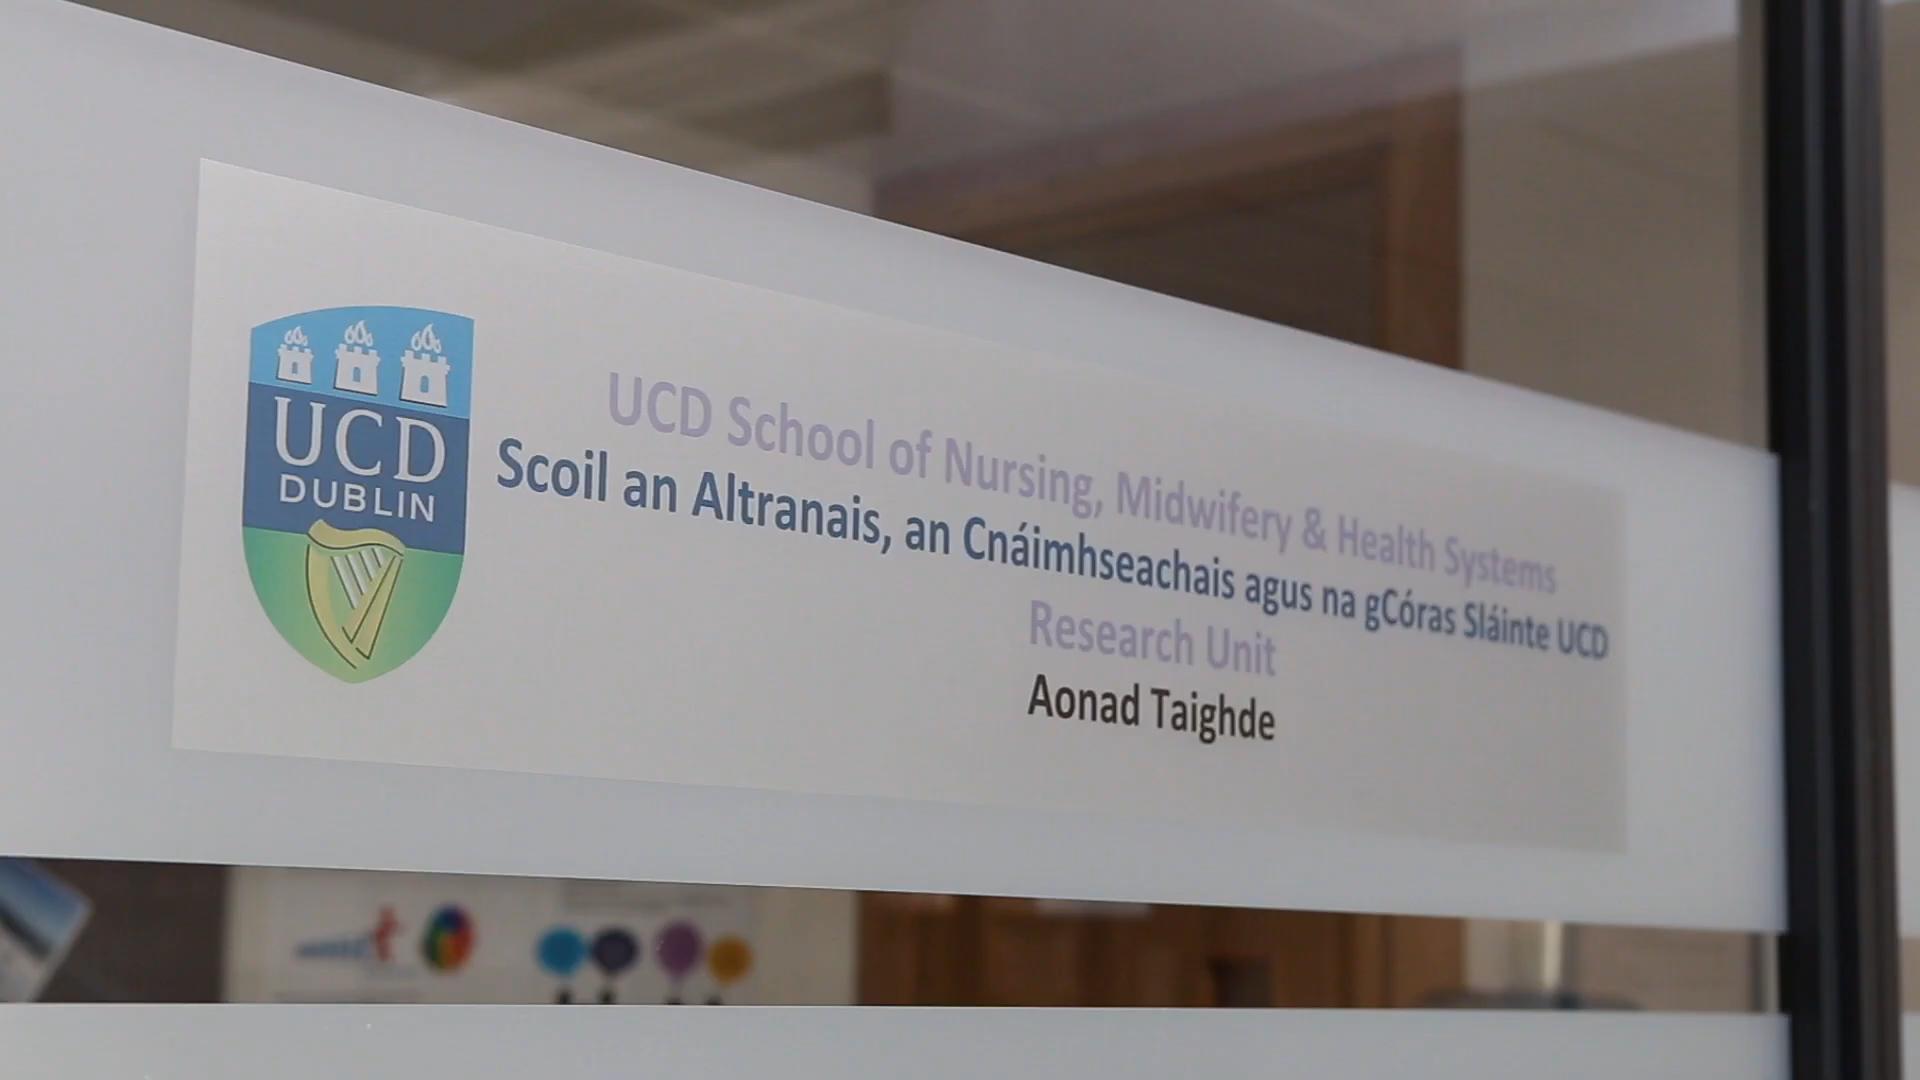 UCD
DUBLIN
UCD School of Nursing, Midwifery & Health Systems
Scoil an Altranais, an Cnáimhseachais agus na gCóras Sláinte UCD
Research Unit
Aonad Taighde